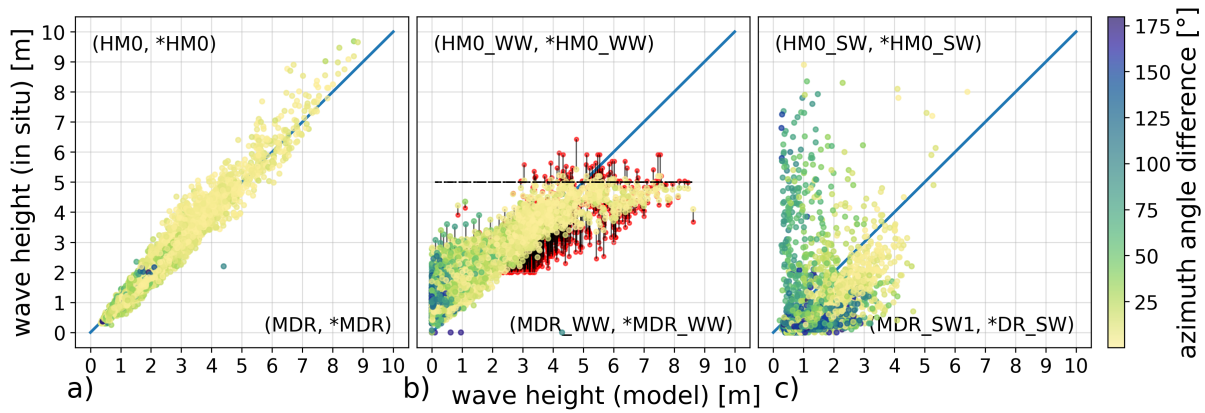 (HM0, *HM0)
(MDR, *MDR)
(HM0_WW, *HM0_WW)
(MDR_WW, *MDR_WW)
(HM0_SW, *HM0_SW)
(MDR_SW1, *DR_SW)
wave height (in situ) [m]
10
9
8
7
6
5
4
3
2
1
0
0 1 2 3 4 5 6 7 8 9 10
0 1 2 3 4 5 6 7 8 9 10
0 1 2 3 4 5 6 7 8 9 10
a)
b)
wave height (model) [m]
c)
175
150
125
100
75
50
25
azimuth angle difference [°]